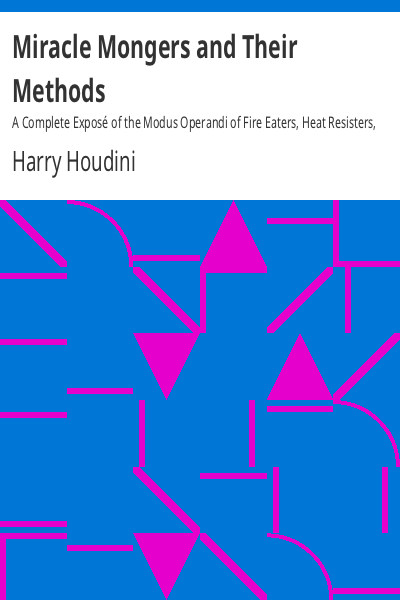 Miracle Mongers and Their
Methods
A Complete Exposé of the Modus Operandi of Fire Eaters, Heat Resisters,
Harry Houdini